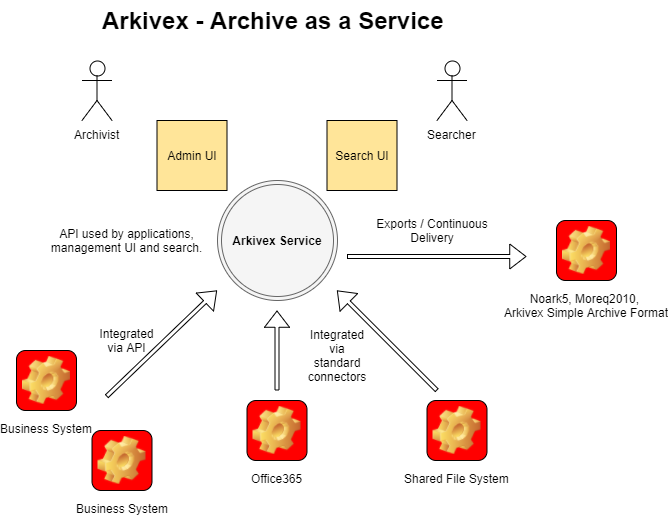 Arkivex - Archive as a Service
Archivist
Searcher
Admin UI
Search UI
API used by applications,
management UI and search.
Arkivex Service
Exports / Continuous
Delivery
Noark5, Moreq2010,
Arkivex Simple Archive Format
Integrated
via API
Integrated
via
standard
connectors
Business System
Business System
Office365
Shared File System